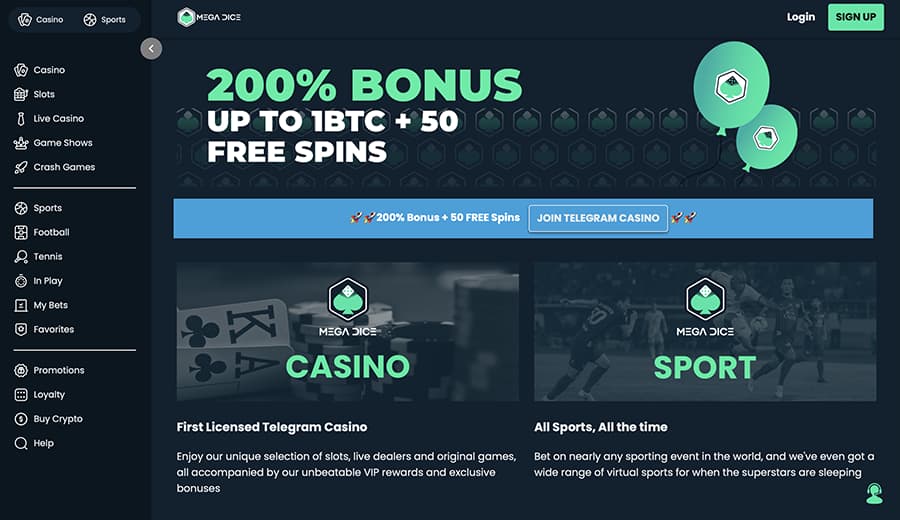 Casino
Sports
MEGA DICE
Login
SIGN UP
Casino
Slots
Live Casino
Game Shows
Crash Games
Sports
Football
Tennis
In Play
My Bets
Favorites
Promotions
Loyalty
Buy Crypto
Help
200% BONUS
UP TO 1BTC + 50
FREE SPINS
200% Bonus + 50 FREE Spins
JOIN TELEGRAM CASINO
K
A
MEGA DICE
CASINO
First Licensed Telegram Casino
Enjoy our unique selection of slots, live dealers and original games,
all accompanied by our unbeatable VIP rewards and exclusive
bonuses
MEGA DICE
SPORT
All Sports, All the time
Bet on nearly any sporting event in the world, and we've even got a
wide range of virtual sports for when the superstars are sleeping